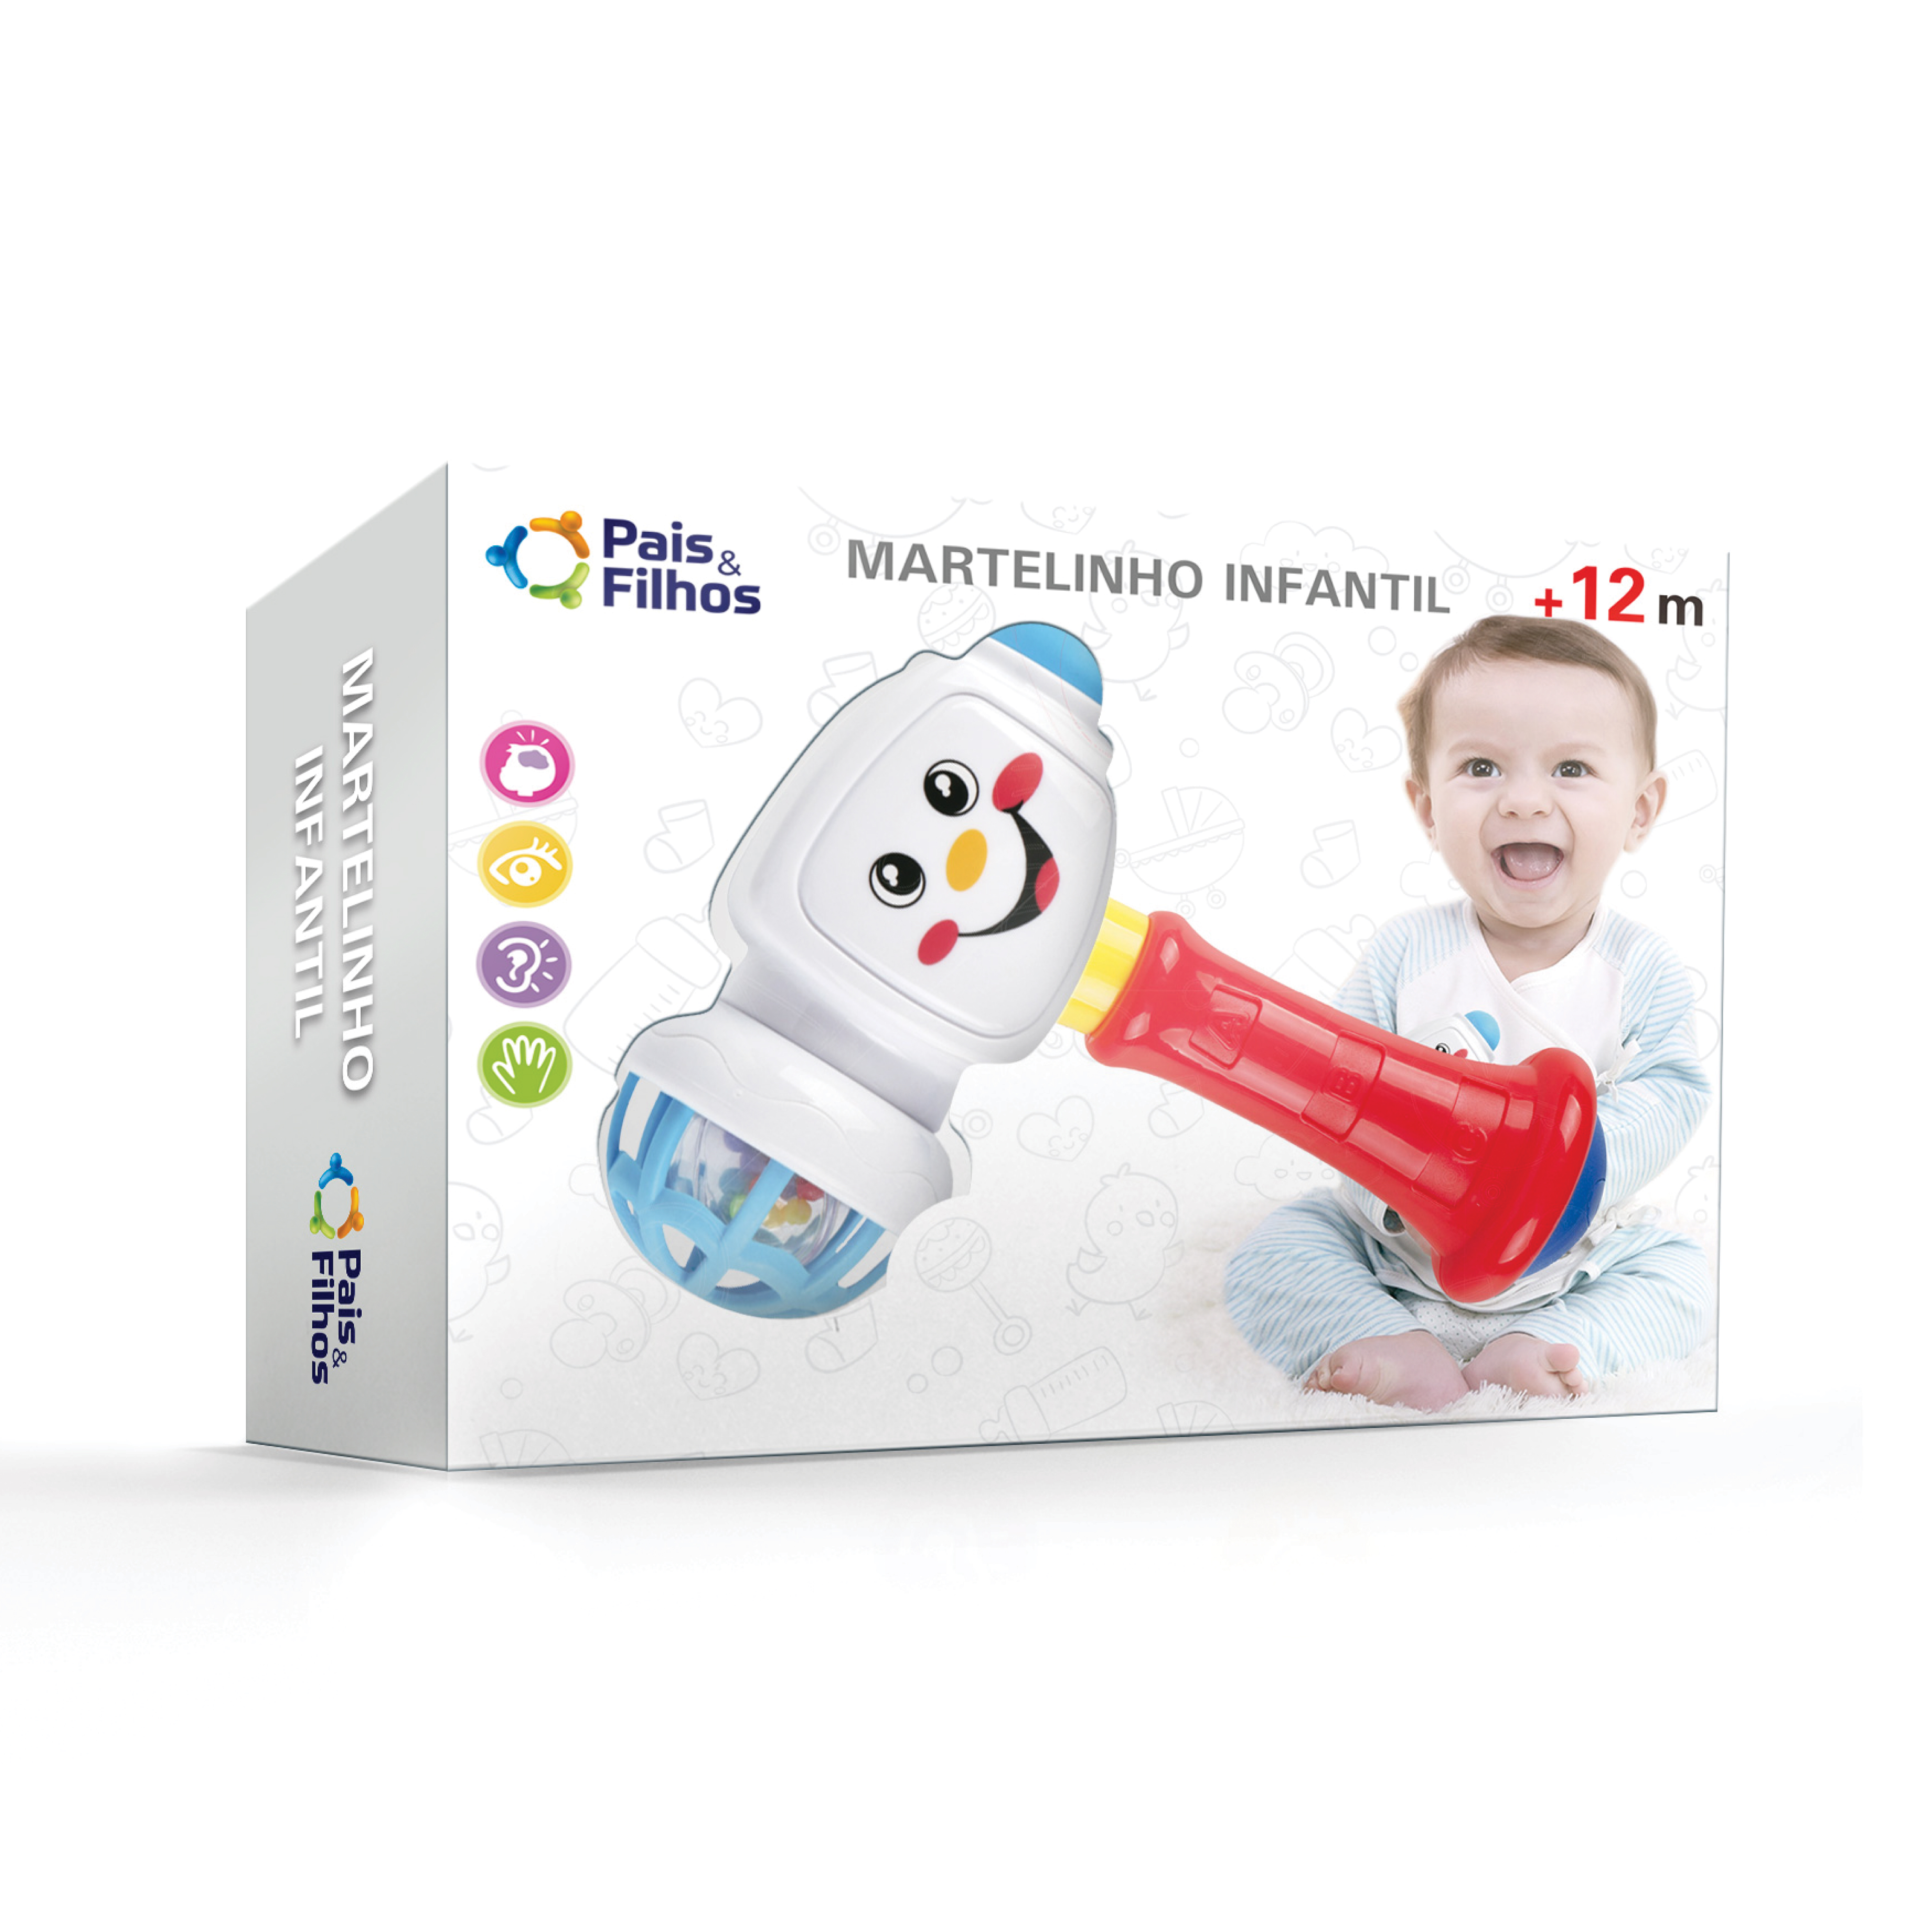 Pais &
Filhos
MARTELINHO INFANTIL
+12 m
A
B
C
MARTELINHO
INFANTIL
Pais &
Filhos